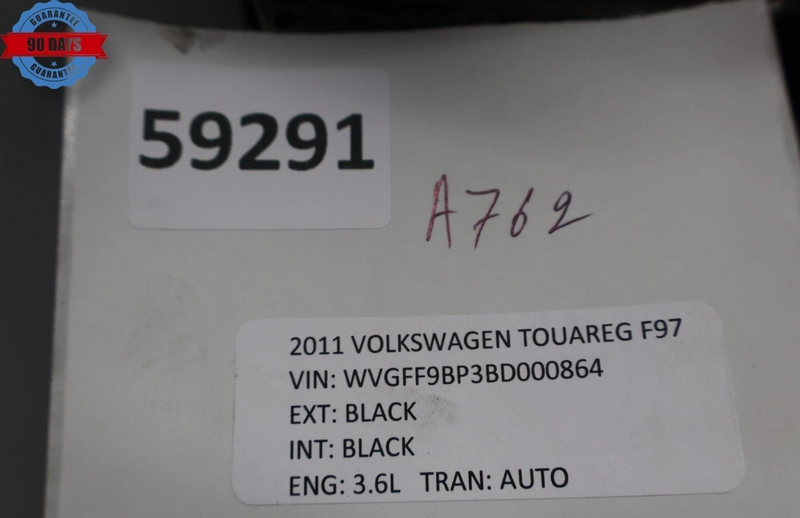 GUARANTEE
90 DAYS
GUARANTEE
59291
A762
2011 VOLKSWAGEN TOUAREG F97
VIN: WVGFF9BP3BD000864
EXT: BLACK
INT: BLACK
ENG: 3.6L TRAN: AUTO